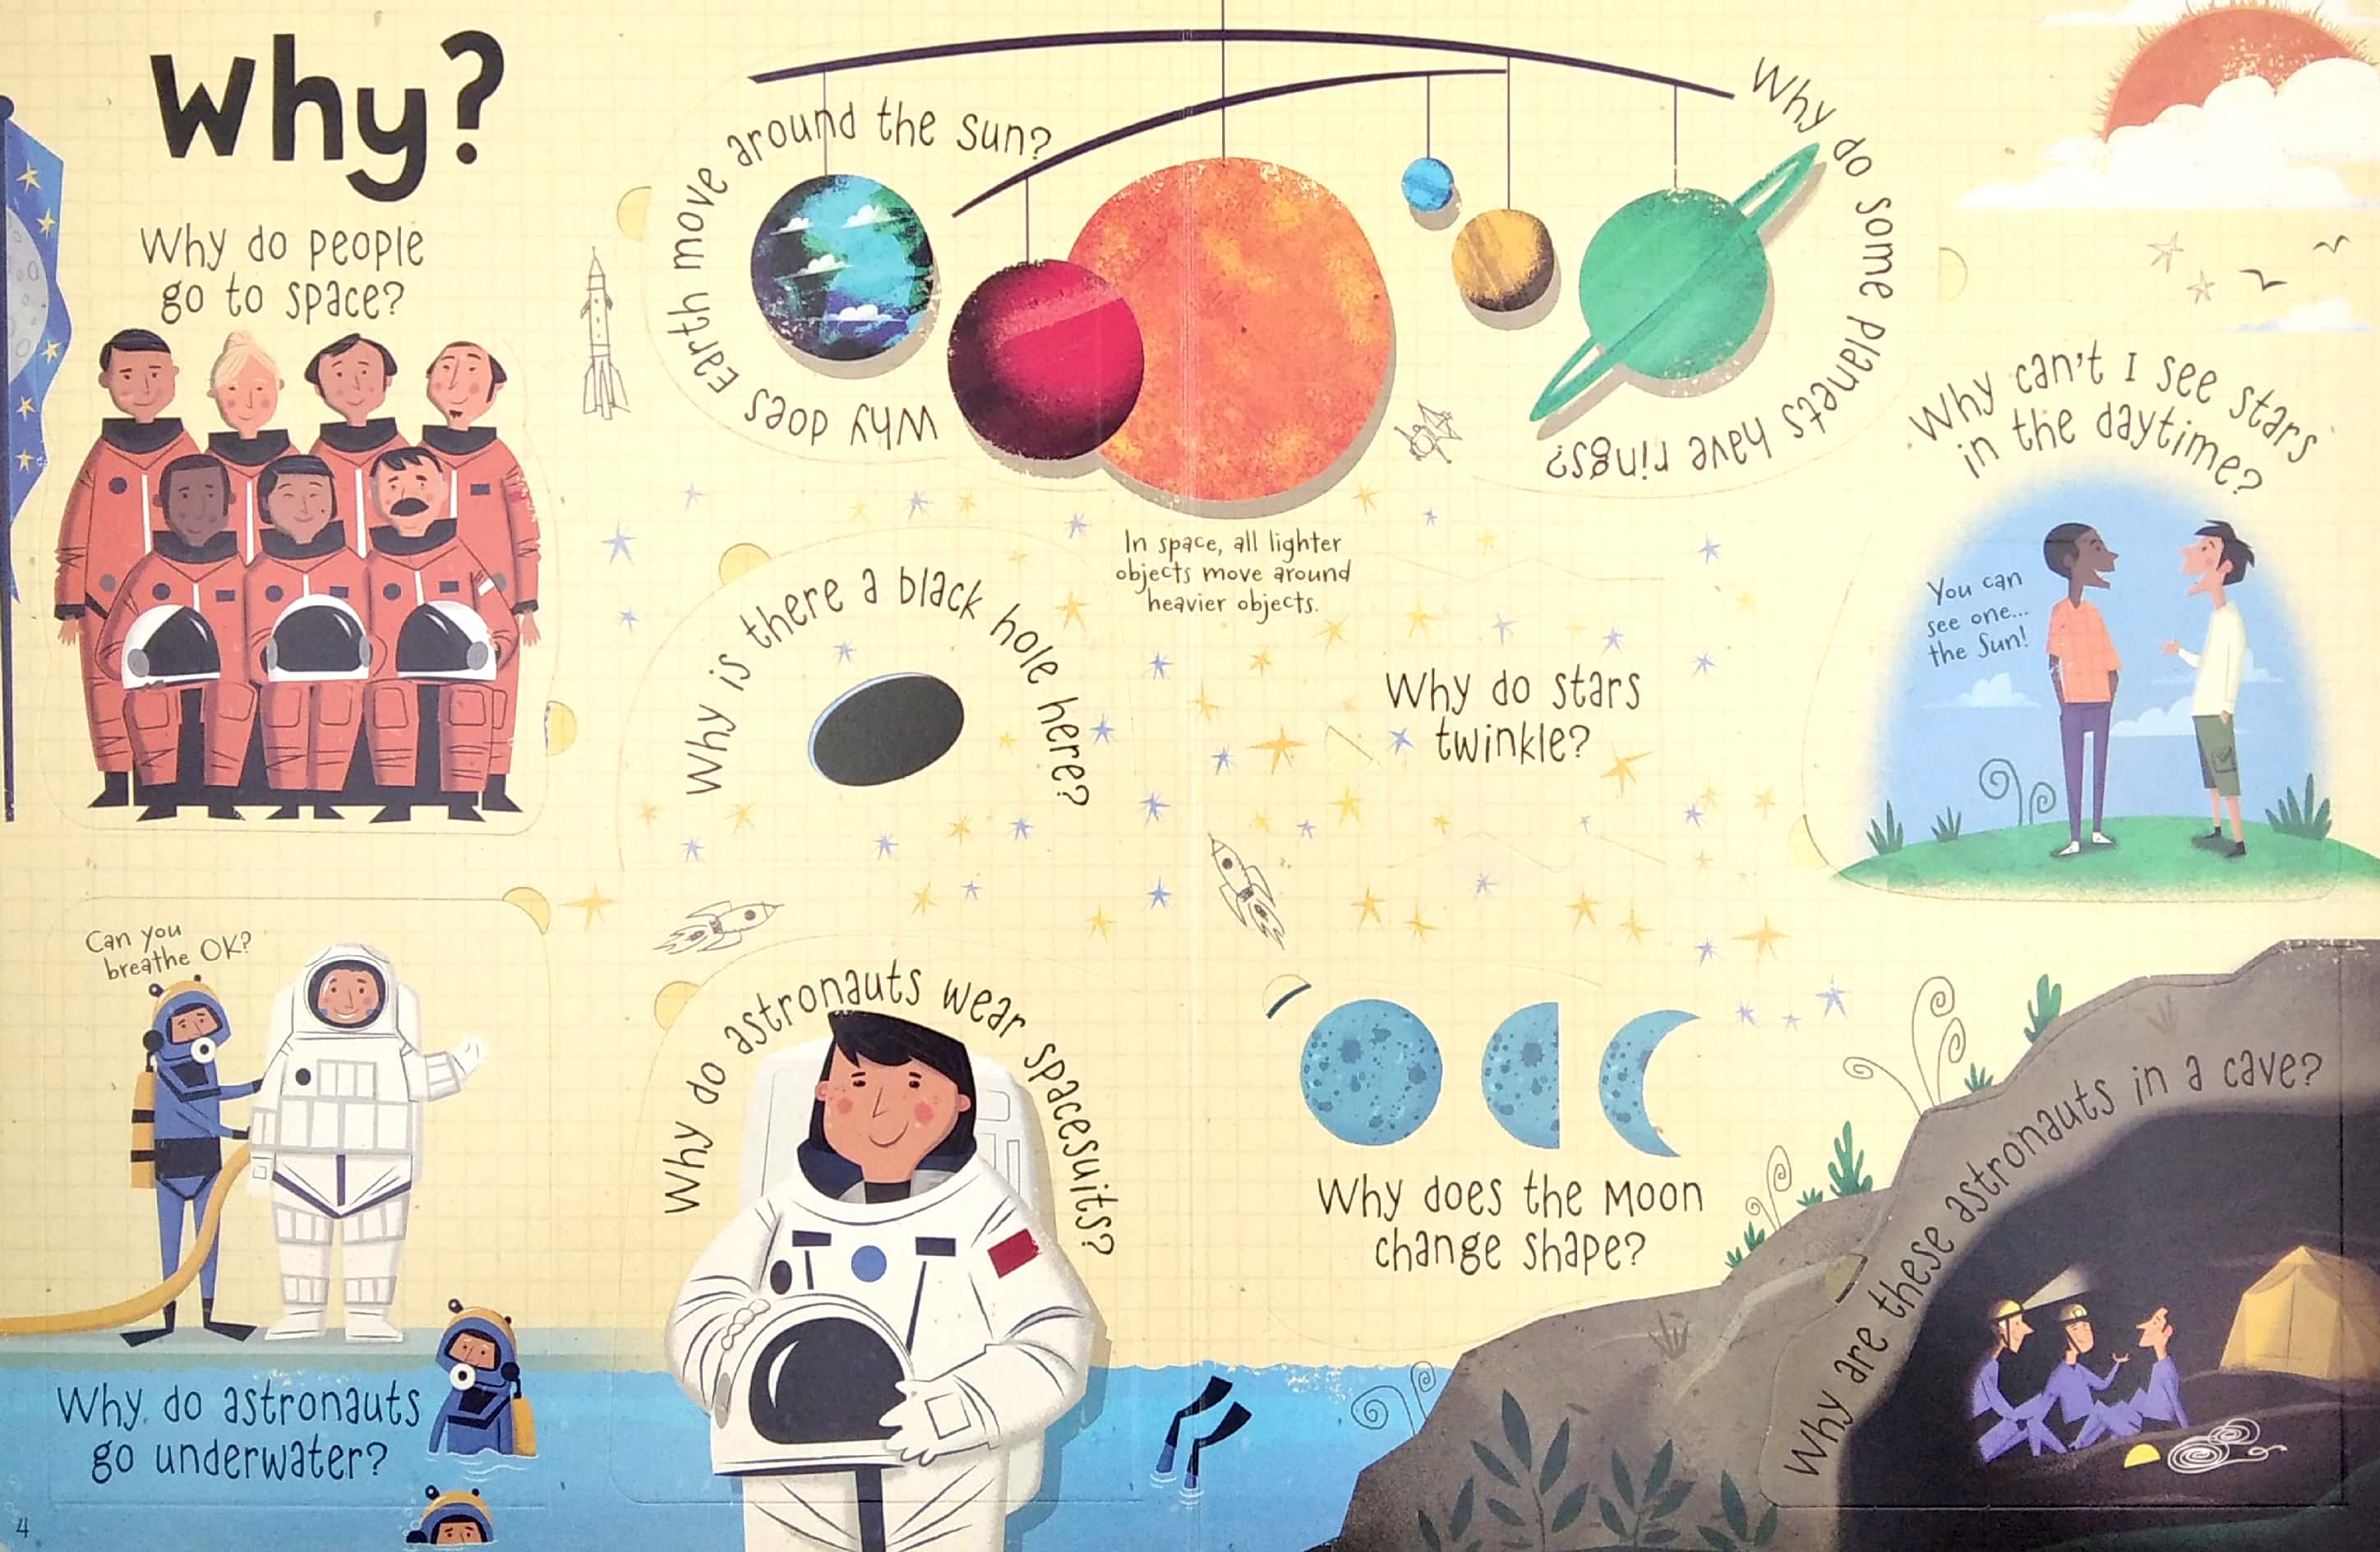 Why?
Why do people
go to space?
Why does Earth move around the sun?
Why do some planets have rings?
In space, all lighter
objects move around
heavier objects.
Why can't I see stars
in the daytime?
You can
see one...
the Sun!
Why is there a black hole here?
Why do stars
twinkle?
Can you
breathe OK?
Why do astronauts
go underwater?
Why do astronauts wear spacesuits?
Why does the Moon
change shape?
Why are these astronauts in a cave?
4